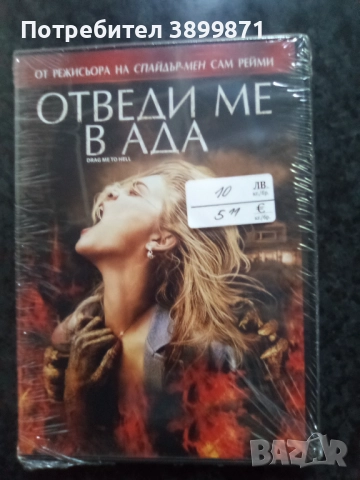 Потребител 3899871
ОТ РЕЖИСЬОРА НА СПАЙДЪР-МЕН САМ РЕЙМИ
ОТВЕДИ МЕ
В АДА
DRAG ME TO HELL
10 ЛВ.
5 11 €
BAZAR